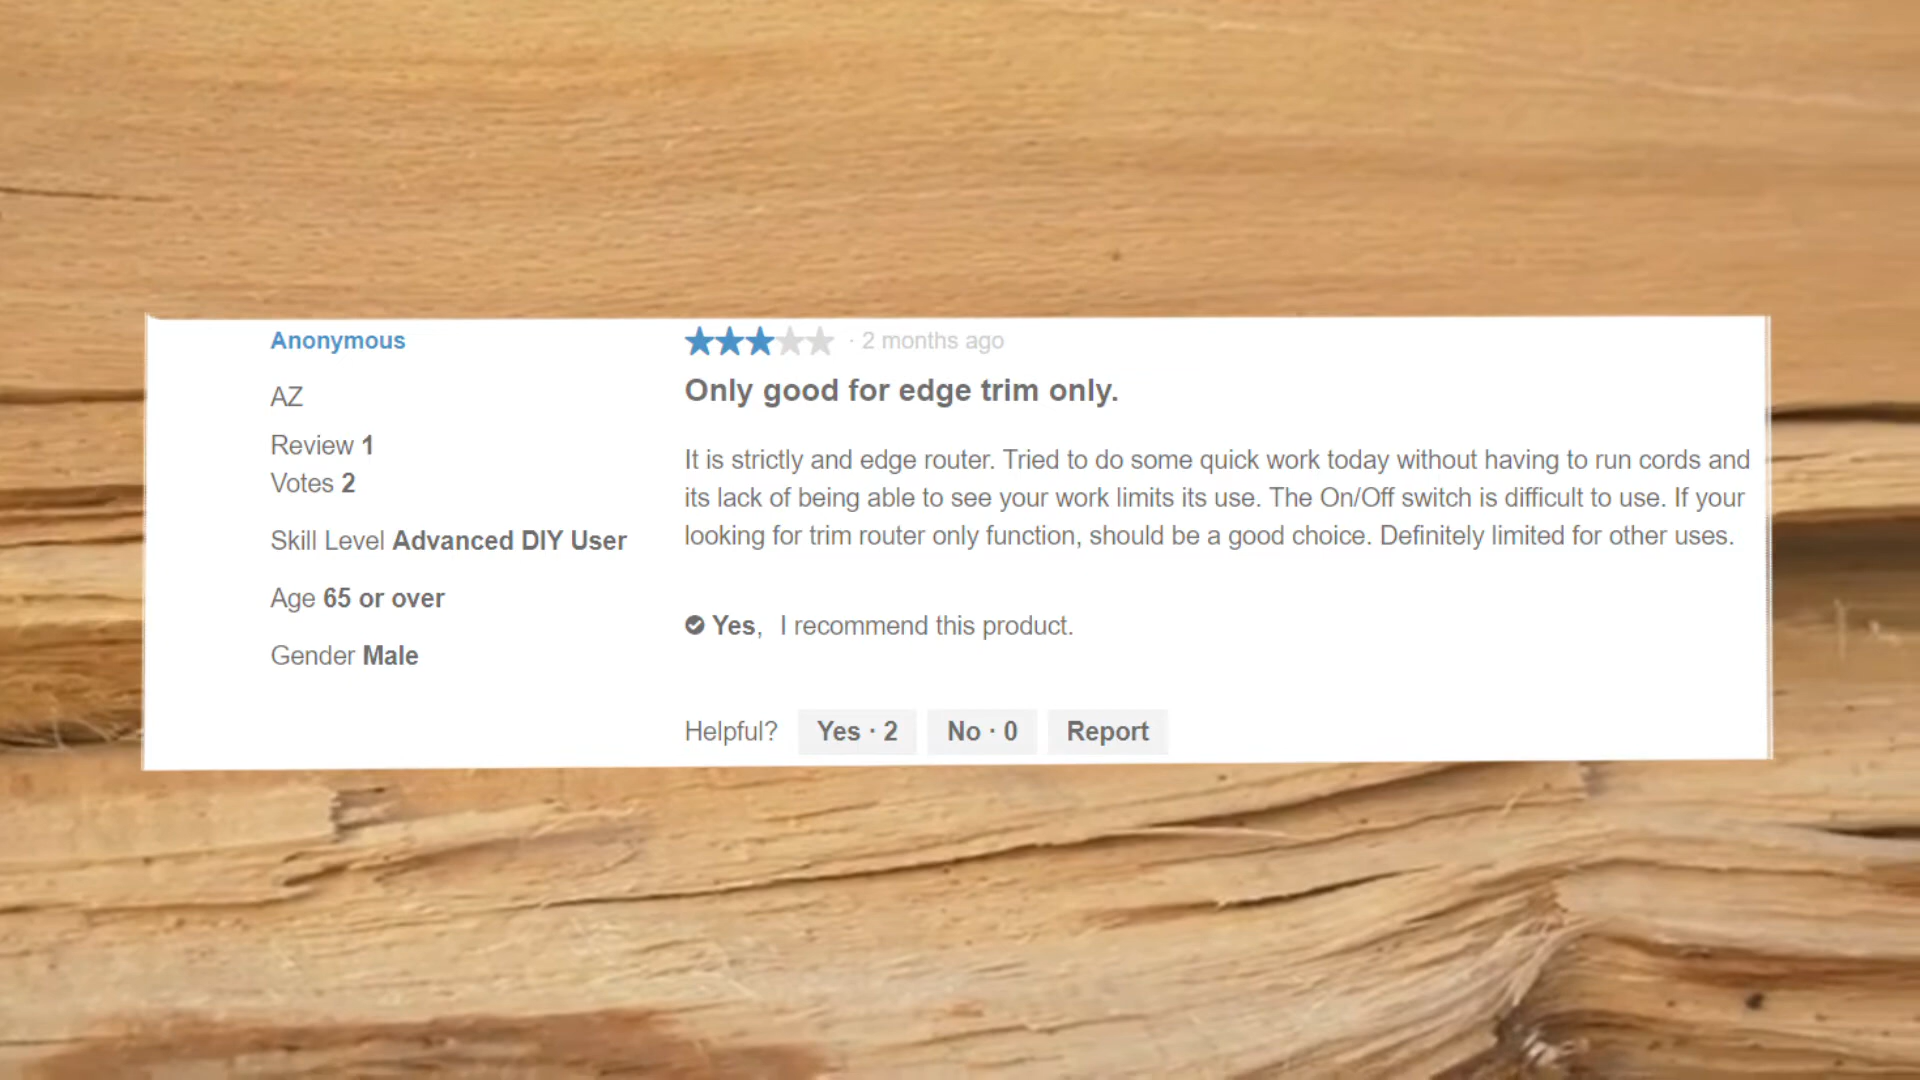 Anonymous
AZ
Review 1
Votes 2
Skill Level Advanced DIY User
Age 65 or over
Gender Male
· 2 months ago
Only good for edge trim only.
It is strictly and edge router. Tried to do some quick work today without having to run cords and
its lack of being able to see your work limits its use. The On/Off switch is difficult to use. If your
looking for trim router only function, should be a good choice. Definitely limited for other uses.
Yes, I recommend this product.
Helpful? Yes · 2 No · 0 Report